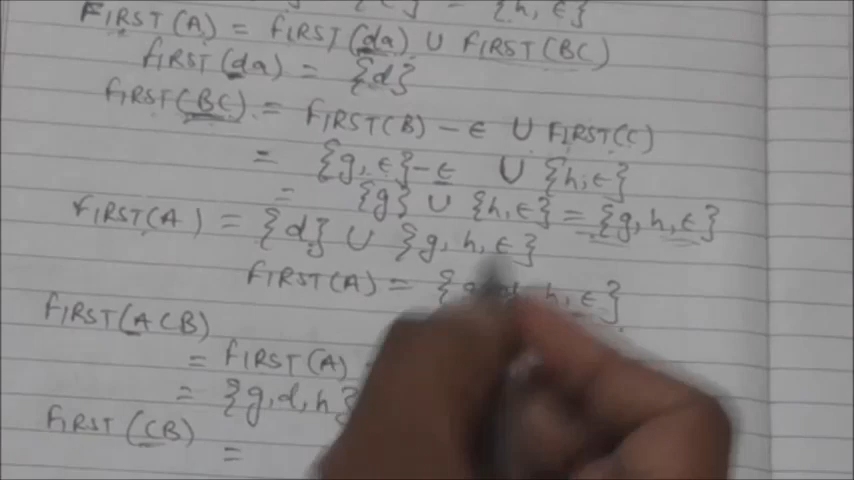 = {h, ε}
FIRST(A) = FIRST(da) ∪ FIRST(BC)
FIRST(da) = {d}
FIRST(BC) = FIRST(B) - ε ∪ FIRST(C)
= {g, ε} - ε ∪ {h, ε}
= {g} ∪ {h, ε} = {g, h, ε}
FIRST(A) = {d} ∪ {g, h, ε}
FIRST(A) = { h, ε}
FIRST(ACB)
= FIRST(A)
= {g, d, h}
FIRST(CB) =